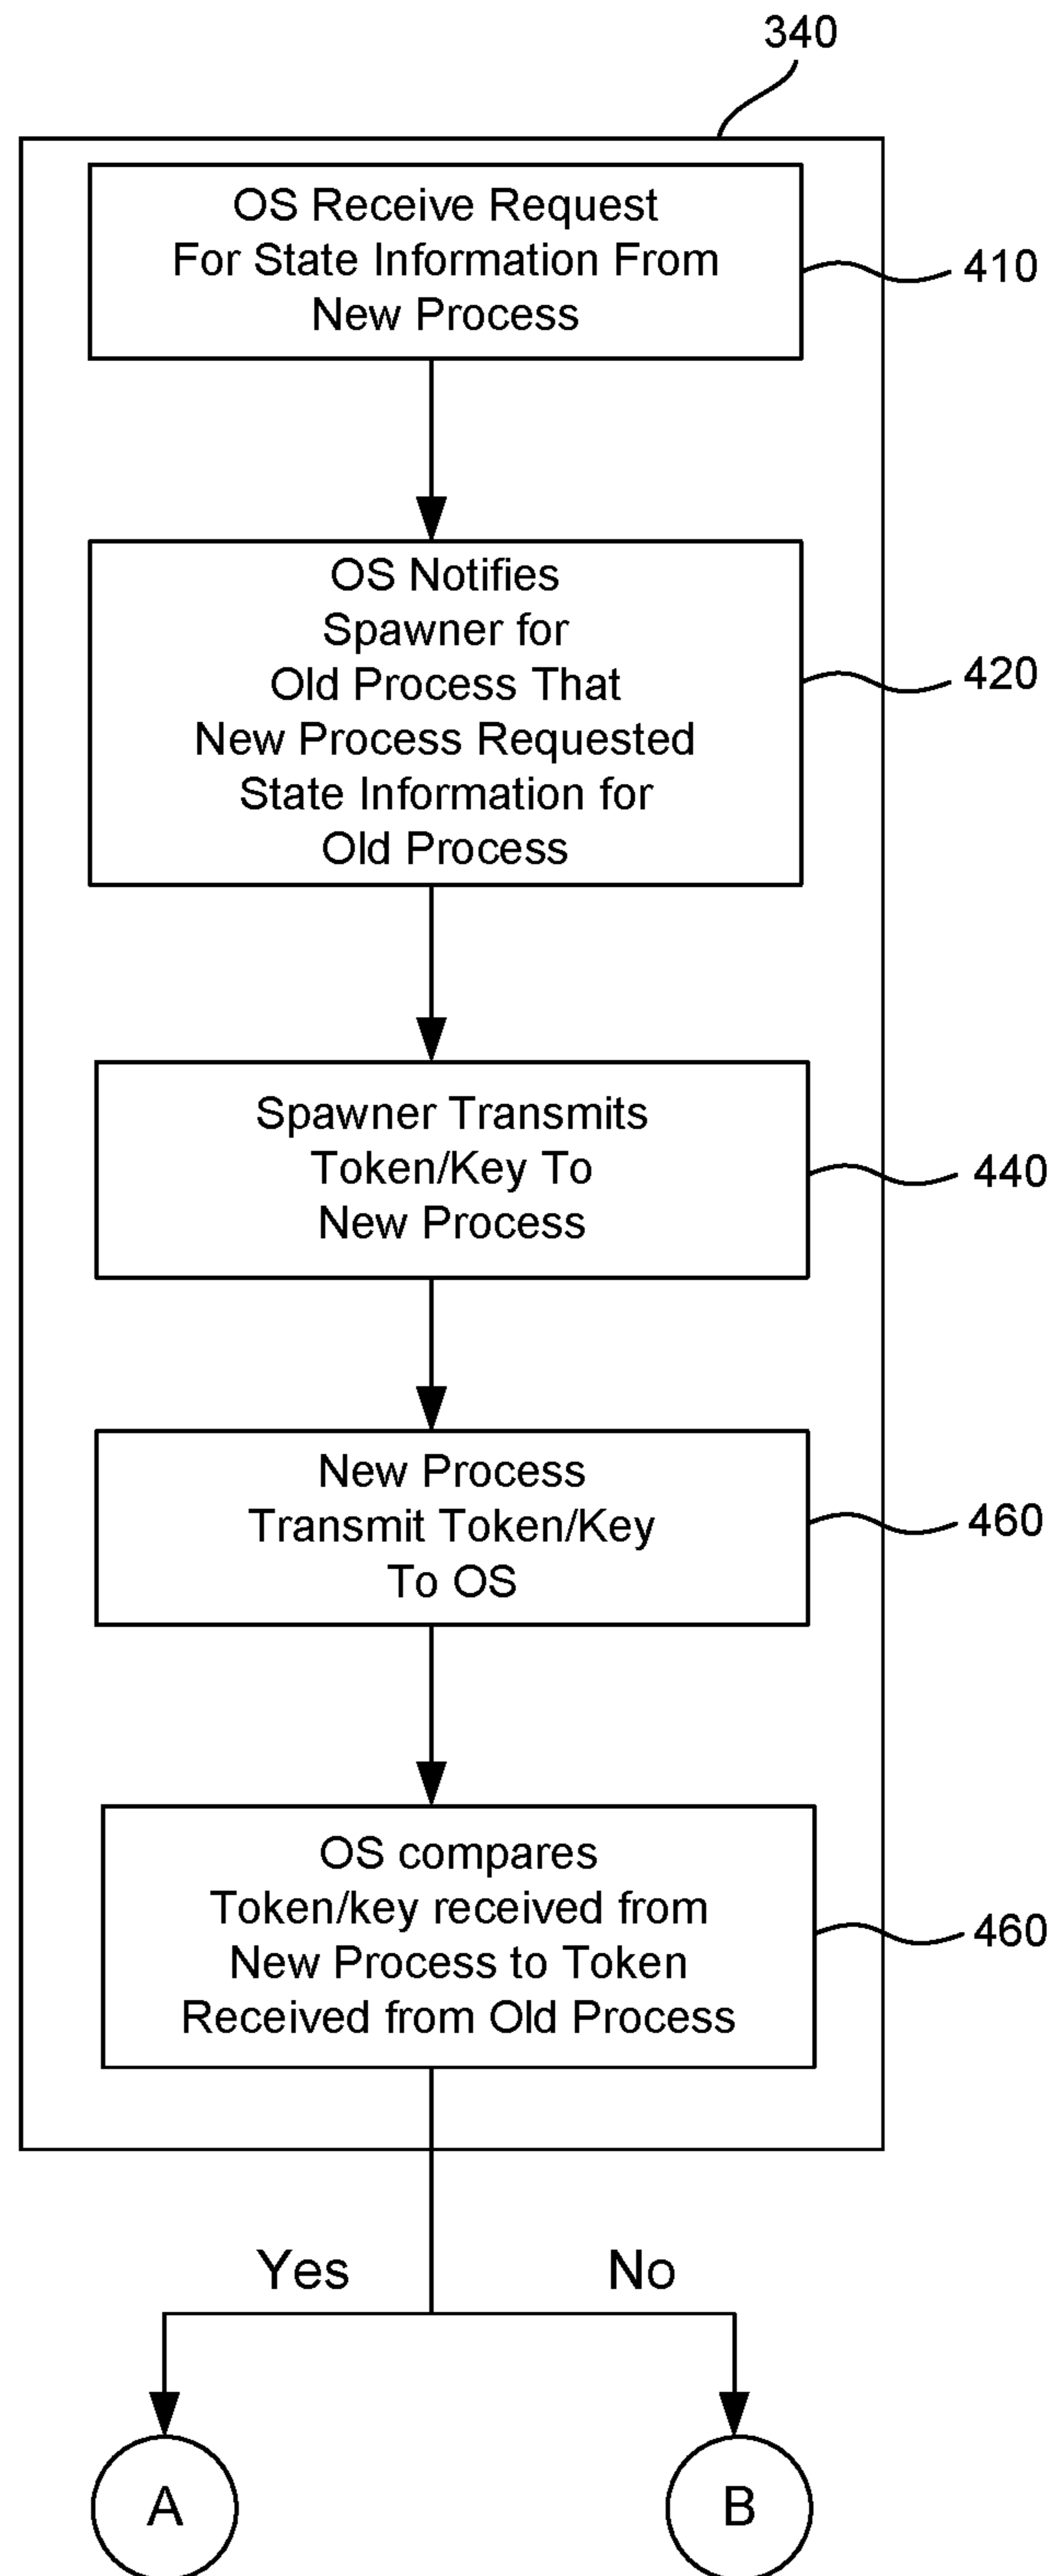 340
OS Receive Request
For State Information From
New Process
410
OS Notifies
Spawner for
Old Process That
New Process Requested
State Information for
Old Process
420
Spawner Transmits
Token/Key To
New Process
440
New Process
Transmit Token/Key
To OS
460
OS compares
Token/key received from
New Process to Token
Received from Old Process
460
Yes
No
A
B